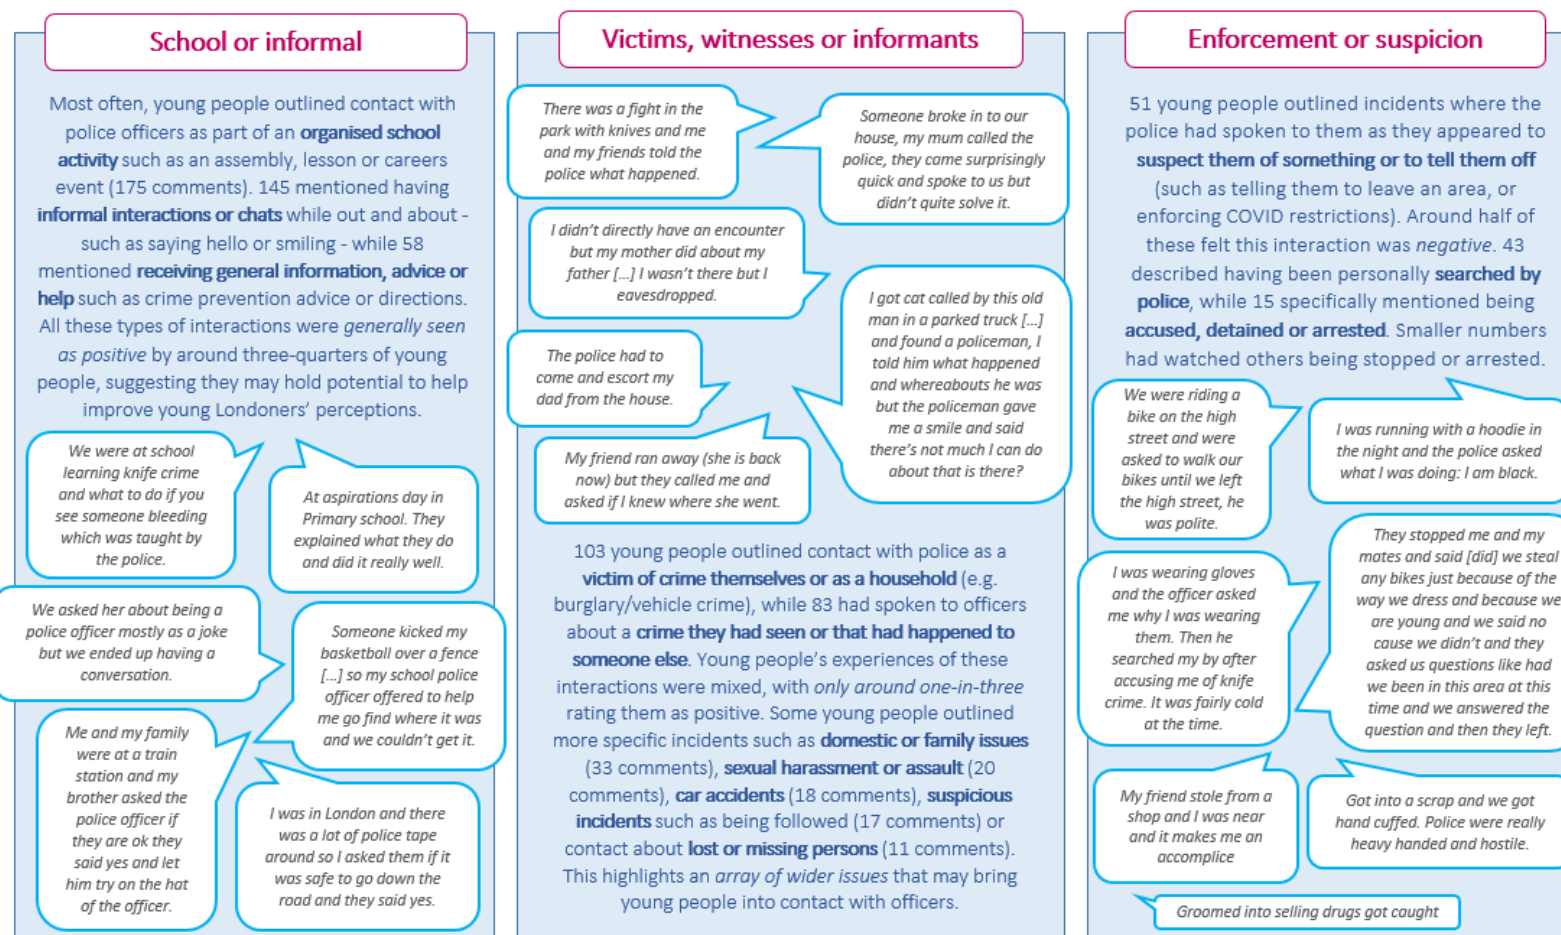 School or informal
Most often, young people outlined contact with
police officers as part of an organised school
activity such as an assembly, lesson or careers
event (175 comments). 145 mentioned having
informal interactions or chats while out and about -
such as saying hello or smiling - while 58
mentioned receiving general information, advice or
help such as crime prevention advice or directions.
All these types of interactions were generally seen
as positive by around three-quarters of young
people, suggesting they may hold potential to help
improve young Londoners' perceptions.
We were at school
learning knife crime
and what to do if you
see someone bleeding
which was taught by
the police.
At aspirations day in
Primary school. They
explained what they do
and did it really well.
We asked her about being a
police officer mostly as a joke
but we ended up having a
conversation.
Someone kicked my
basketball over a fence
[...] so my school police
officer offered to help
me go find where it was
and we couldn't get it.
Me and my family
were at a train
station and my
brother asked the
police officer if
they are ok they
said yes and let
him try on the hat
of the officer.
I was in London and there
was a lot of police tape
around so I asked them if it
was safe to go down the
road and they said yes.
Victims, witnesses or informants
There was a fight in the
park with knives and me
and my friends told the
police what happened.
Someone broke in to our
house, my mum called the
police, they came surprisingly
quick and spoke to us but
didn't quite solve it.
I didn't directly have an encounter
but my mother did about my
father [...] I wasn't there but I
eavesdropped.
I got cat called by this old
man in a parked truck [...]
and found a policeman, I
told him what happened
and whereabouts he was
but the policeman gave
me a smile and said
there's not much I can do
about that is there?
The police had to
come and escort my
dad from the house.
My friend ran away (she is back
now) but they called me and
asked if I knew where she went.
103 young people outlined contact with police as a
victim of crime themselves or as a household (e.g.
burglary/vehicle crime), while 83 had spoken to officers
about a crime they had seen or that had happened to
someone else. Young people's experiences of these
interactions were mixed, with only around one-in-three
rating them as positive. Some young people outlined
more specific incidents such as domestic or family issues
(33 comments), sexual harassment or assault (20
comments), car accidents (18 comments), suspicious
incidents such as being followed (17 comments) or
contact about lost or missing persons (11 comments).
This highlights an array of wider issues that may bring
young people into contact with officers.
Enforcement or suspicion
51 young people outlined incidents where the
police had spoken to them as they appeared to
suspect them of something or to tell them off
(such as telling them to leave an area, or
enforcing COVID restrictions). Around half of
these felt this interaction was negative. 43
described having been personally searched by
police, while 15 specifically mentioned being
accused, detained or arrested. Smaller numbers
had watched others being stopped or arrested.
We were riding a
bike on the high
street and were
asked to walk our
bikes until we left
the high street, he
was polite.
I was running with a hoodie in
the night and the police asked
what I was doing: I am black.
I was wearing gloves
and the officer asked
me why I was wearing
them. Then he
searched my by after
accusing me of knife
crime. It was fairly cold
at the time.
They stopped me and my
mates and said [did] we steal
any bikes just because of the
way we dress and because we
are young and we said no
cause we didn't and they
asked us questions like had
we been in this area at this
time and we answered the
question and then they left.
My friend stole from a
shop and I was near
and it makes me an
accomplice
Got into a scrap and we got
hand cuffed. Police were really
heavy handed and hostile.
Groomed into selling drugs got caught